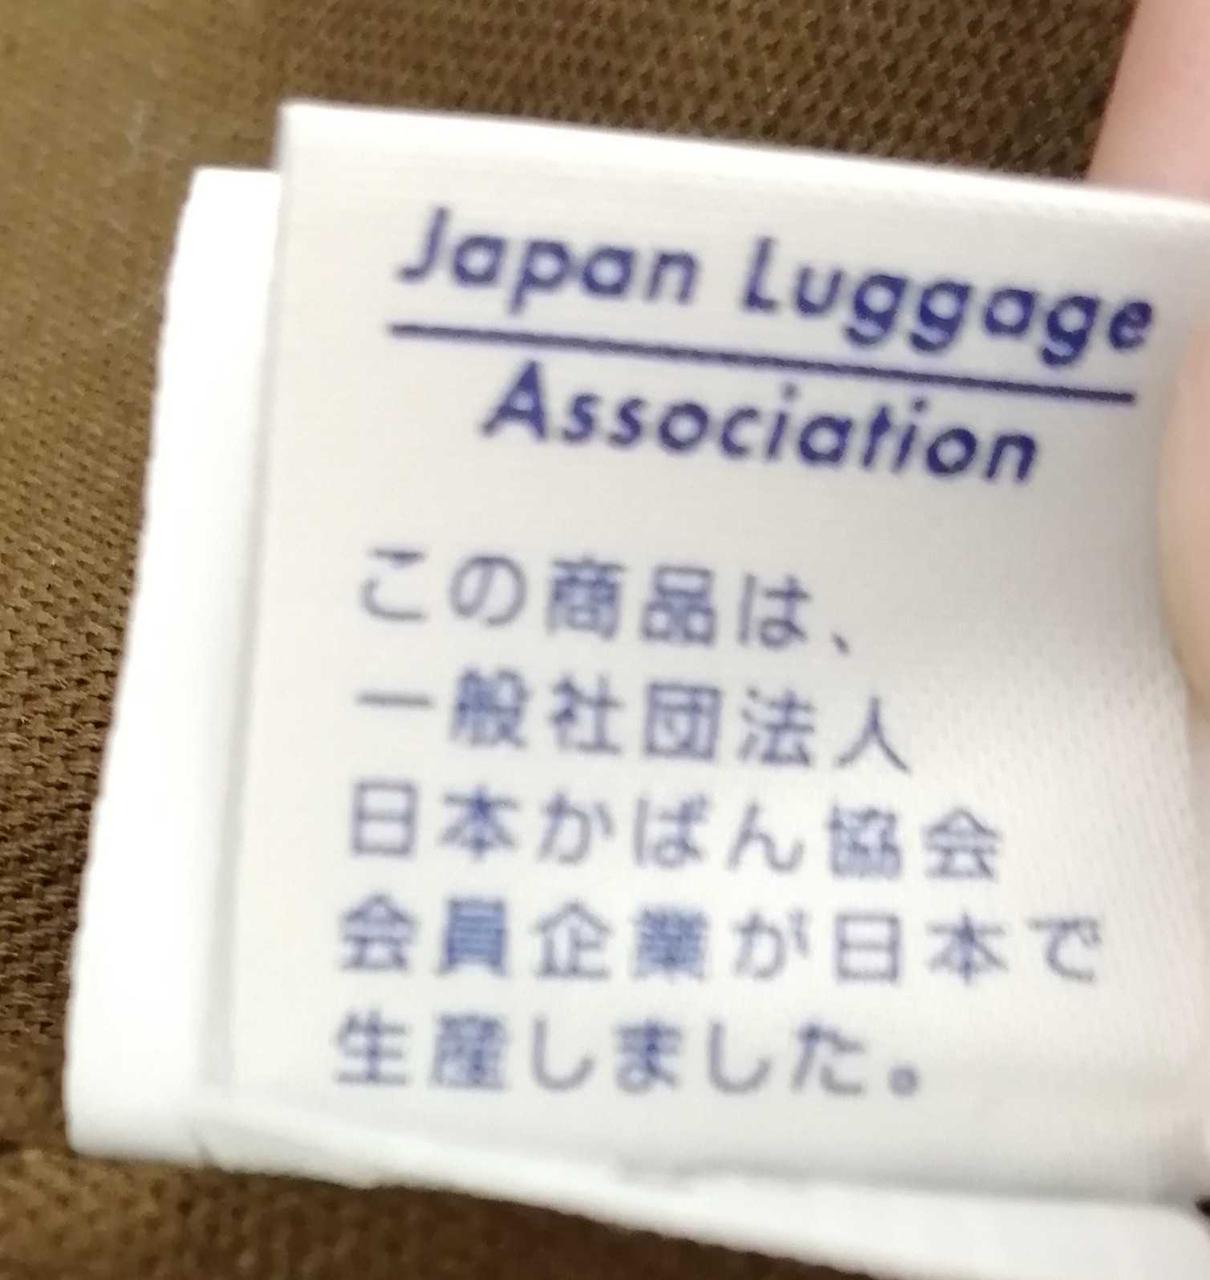 Japan Luggage
Association
この商品は、
一般社団法人
日本かばん協会
会員企業が日本で
生産しました。